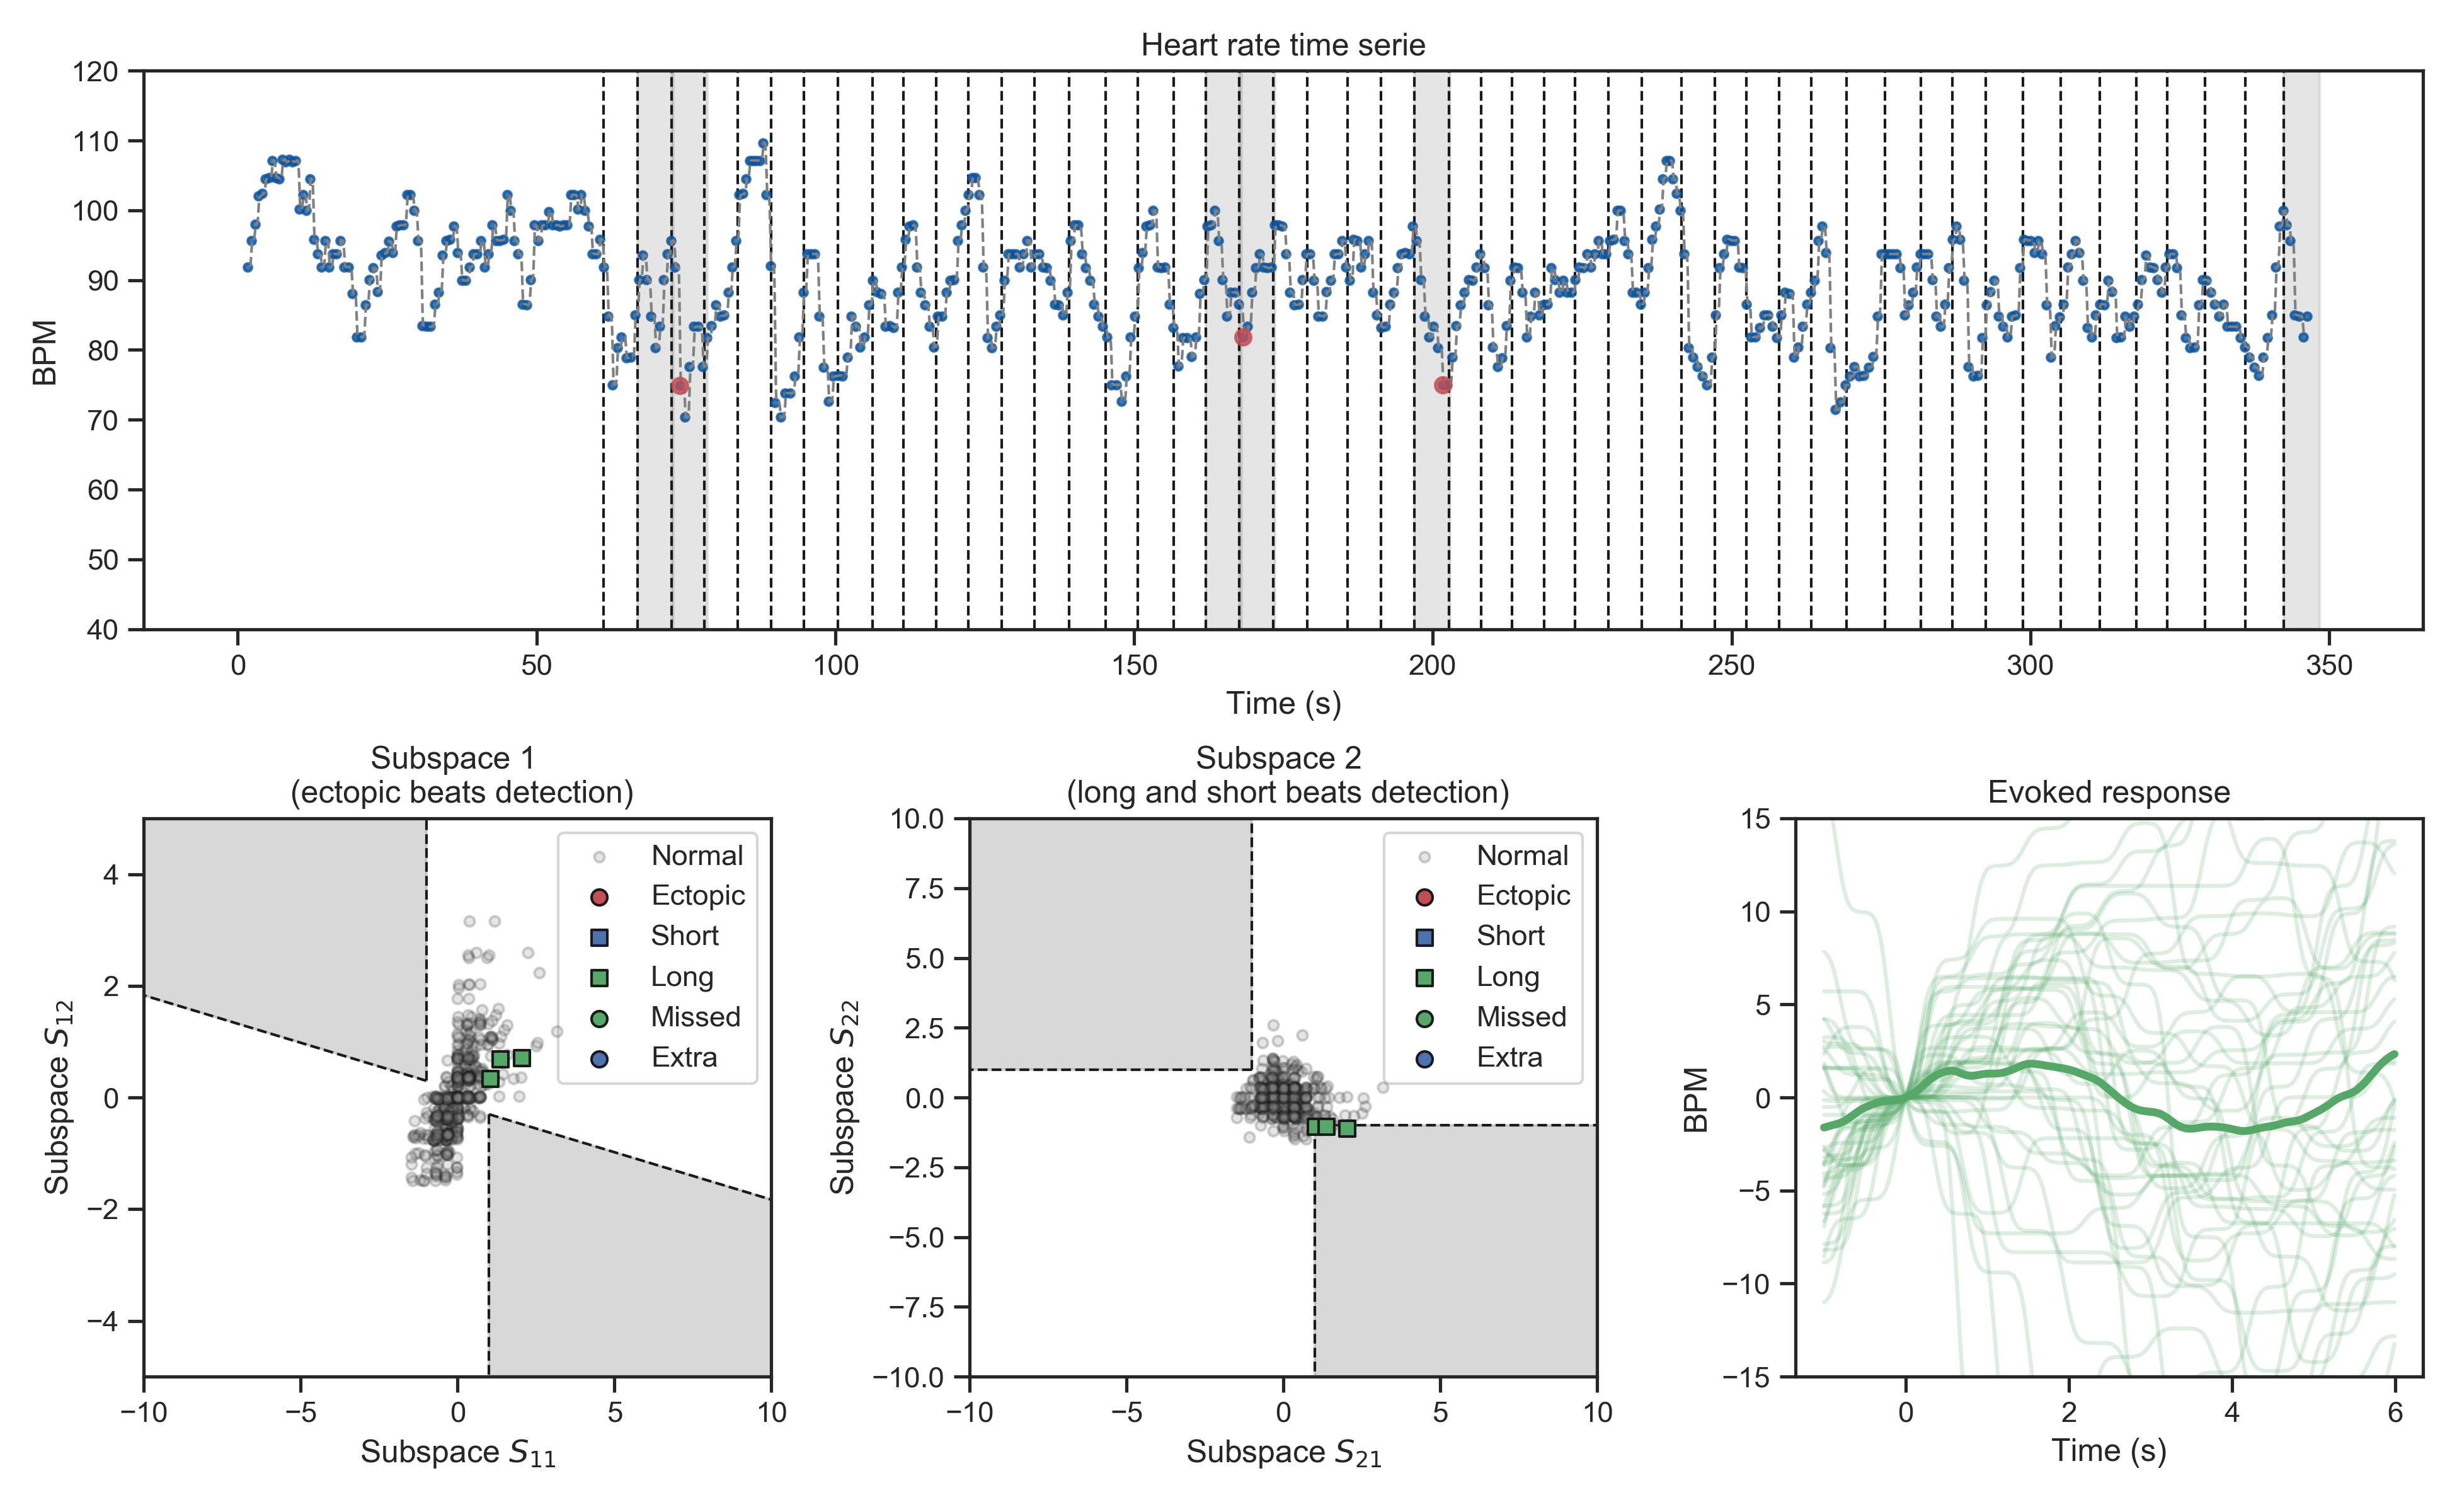 Heart rate time serie
120
110
100
90
80
70
60
50
40
BPM
0 50 100 150 200 250 300 350
Time (s)
Subspace 1
(ectopic beats detection)
4
2
0
−2
−4
Subspace S12
Normal
Ectopic
Short
Long
Missed
Extra
−10 −5 0 5 10
Subspace S11
Subspace 2
(long and short beats detection)
10.0
7.5
5.0
2.5
0.0
−2.5
−5.0
−7.5
−10.0
Subspace S22
Normal
Ectopic
Short
Long
Missed
Extra
−10 −5 0 5 10
Subspace S21
Evoked response
15
10
5
0
−5
−10
−15
BPM
0 2 4 6
Time (s)